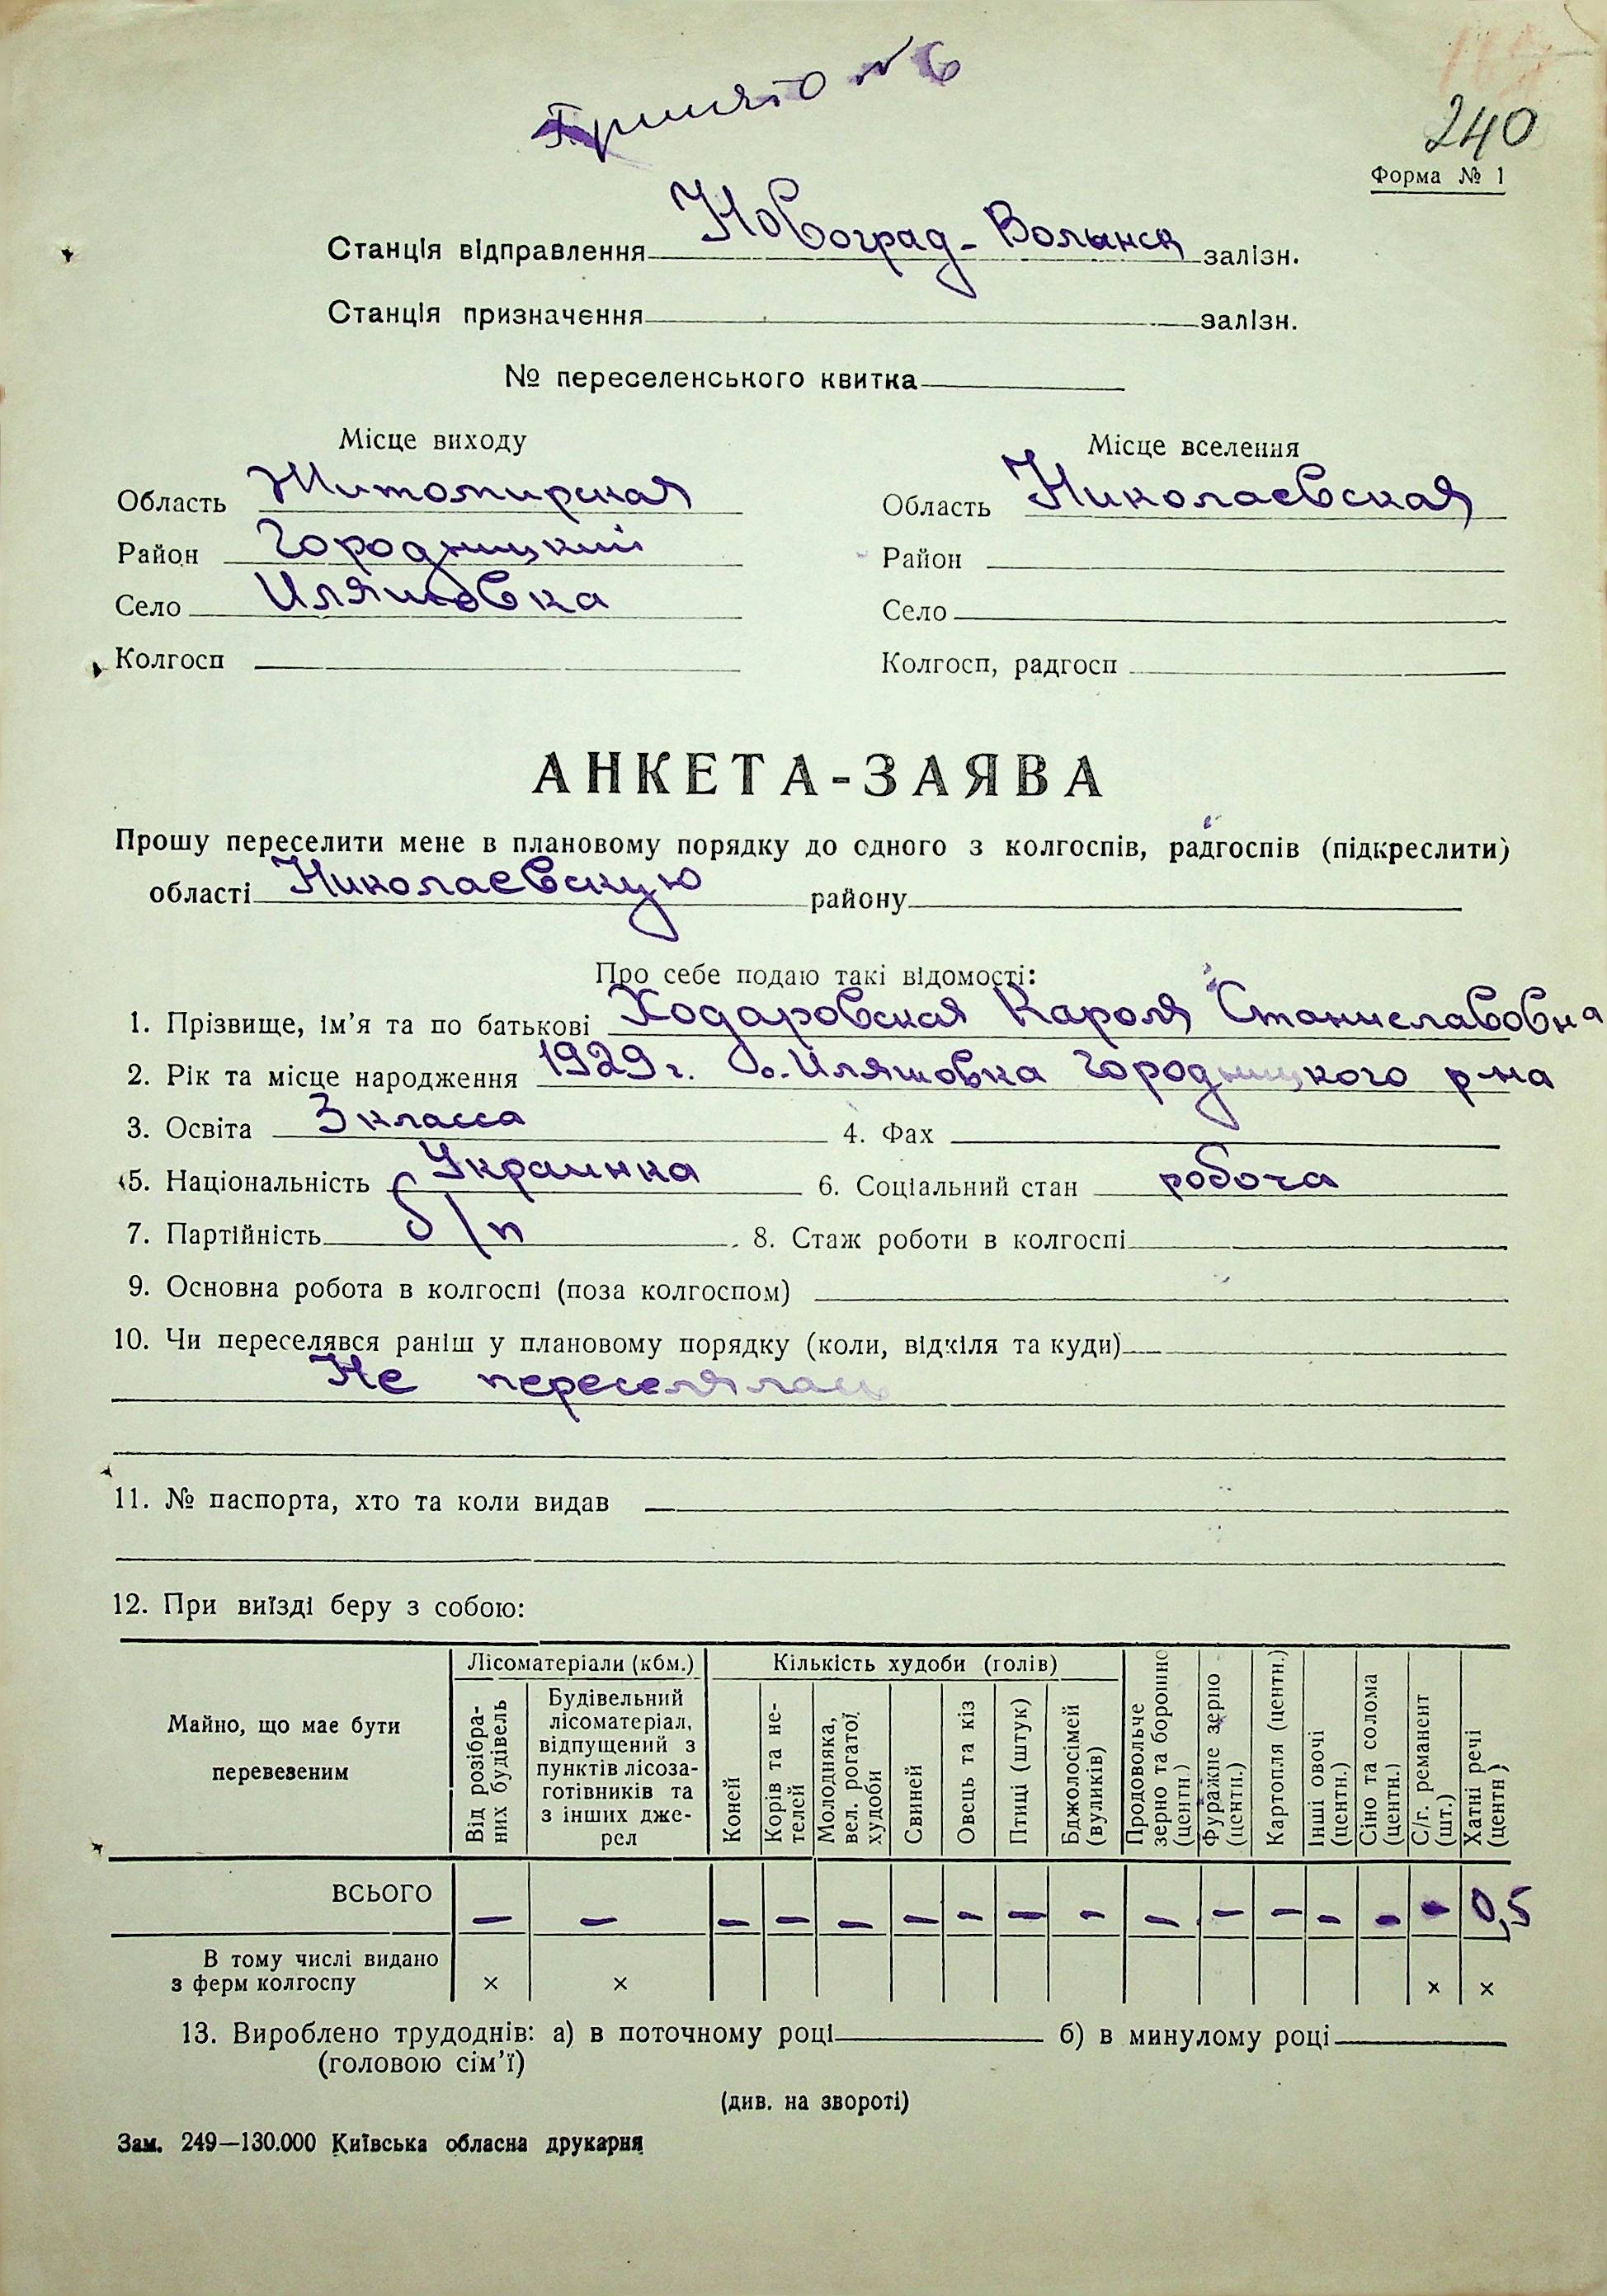 Принято №6
240
Форма № 1
Станція відправлення Новоград-Волынск залізн.
Станція призначення залізн.
№ переселенського квитка
Місце виходу
Область Житомирская
Район Городницкий
Село Иляшовка
Колгосп
Місце вселення
Область Николаевская
Район
Село
Колгосп, радгосп
АНКЕТА-ЗАЯВА
Прошу переселити мене в плановому порядку до одного з колгоспів, радгоспів (підкреслити)
області Николаевскую району
Про себе подаю такі відомості:
1. Прізвище, ім'я та по батькові Ходаровская Кароля Станиславовна
2. Рік та місце народження 1929 г. с. Иляшовка Городницкого р-на
3. Освіта 3 класса 4. Фах
5. Національність Украинка 6. Соціальний стан робоча
7. Партійність б/п 8. Стаж роботи в колгоспі
9. Основна робота в колгоспі (поза колгоспом)
10. Чи переселявся раніш у плановому порядку (коли, відкіля та куди)
Не переселялась
11. № паспорта, хто та коли видав
12. При виїзді беру з собою:
Майно, що має бути
перевезеним
Лісоматеріали (кбм.)
Від розібра-
них будівель
Будівельний
лісоматеріал,
відпущений з
пунктів лісоза-
готівників та
з інших дже-
рел
Кількість худоби (голів)
Коней
Корів та не-
телей
Молодняка,
вел. рогатої
худоби
Свиней
Овець та кіз
Птиці (штук)
Бджолосімей
(вуликів)
Продовольче
зерно та борошно
(центн.)
Фуражне зерно
(центн.)
Картопля (центн.)
Інші овочі
(центн.)
Сіно та солома
(центн.)
С/г. реманент
(шт.)
Хатні речі
(центн.)
ВСЬОГО — — — — — — — — — — — — — — — 0,5
В тому числі видано
з ферм колгоспу × × × ×
13. Вироблено трудоднів: а) в поточному році б) в минулому році
(головою сім'ї)
(див. на звороті)
Зам. 249—130.000 Київська обласна друкарня